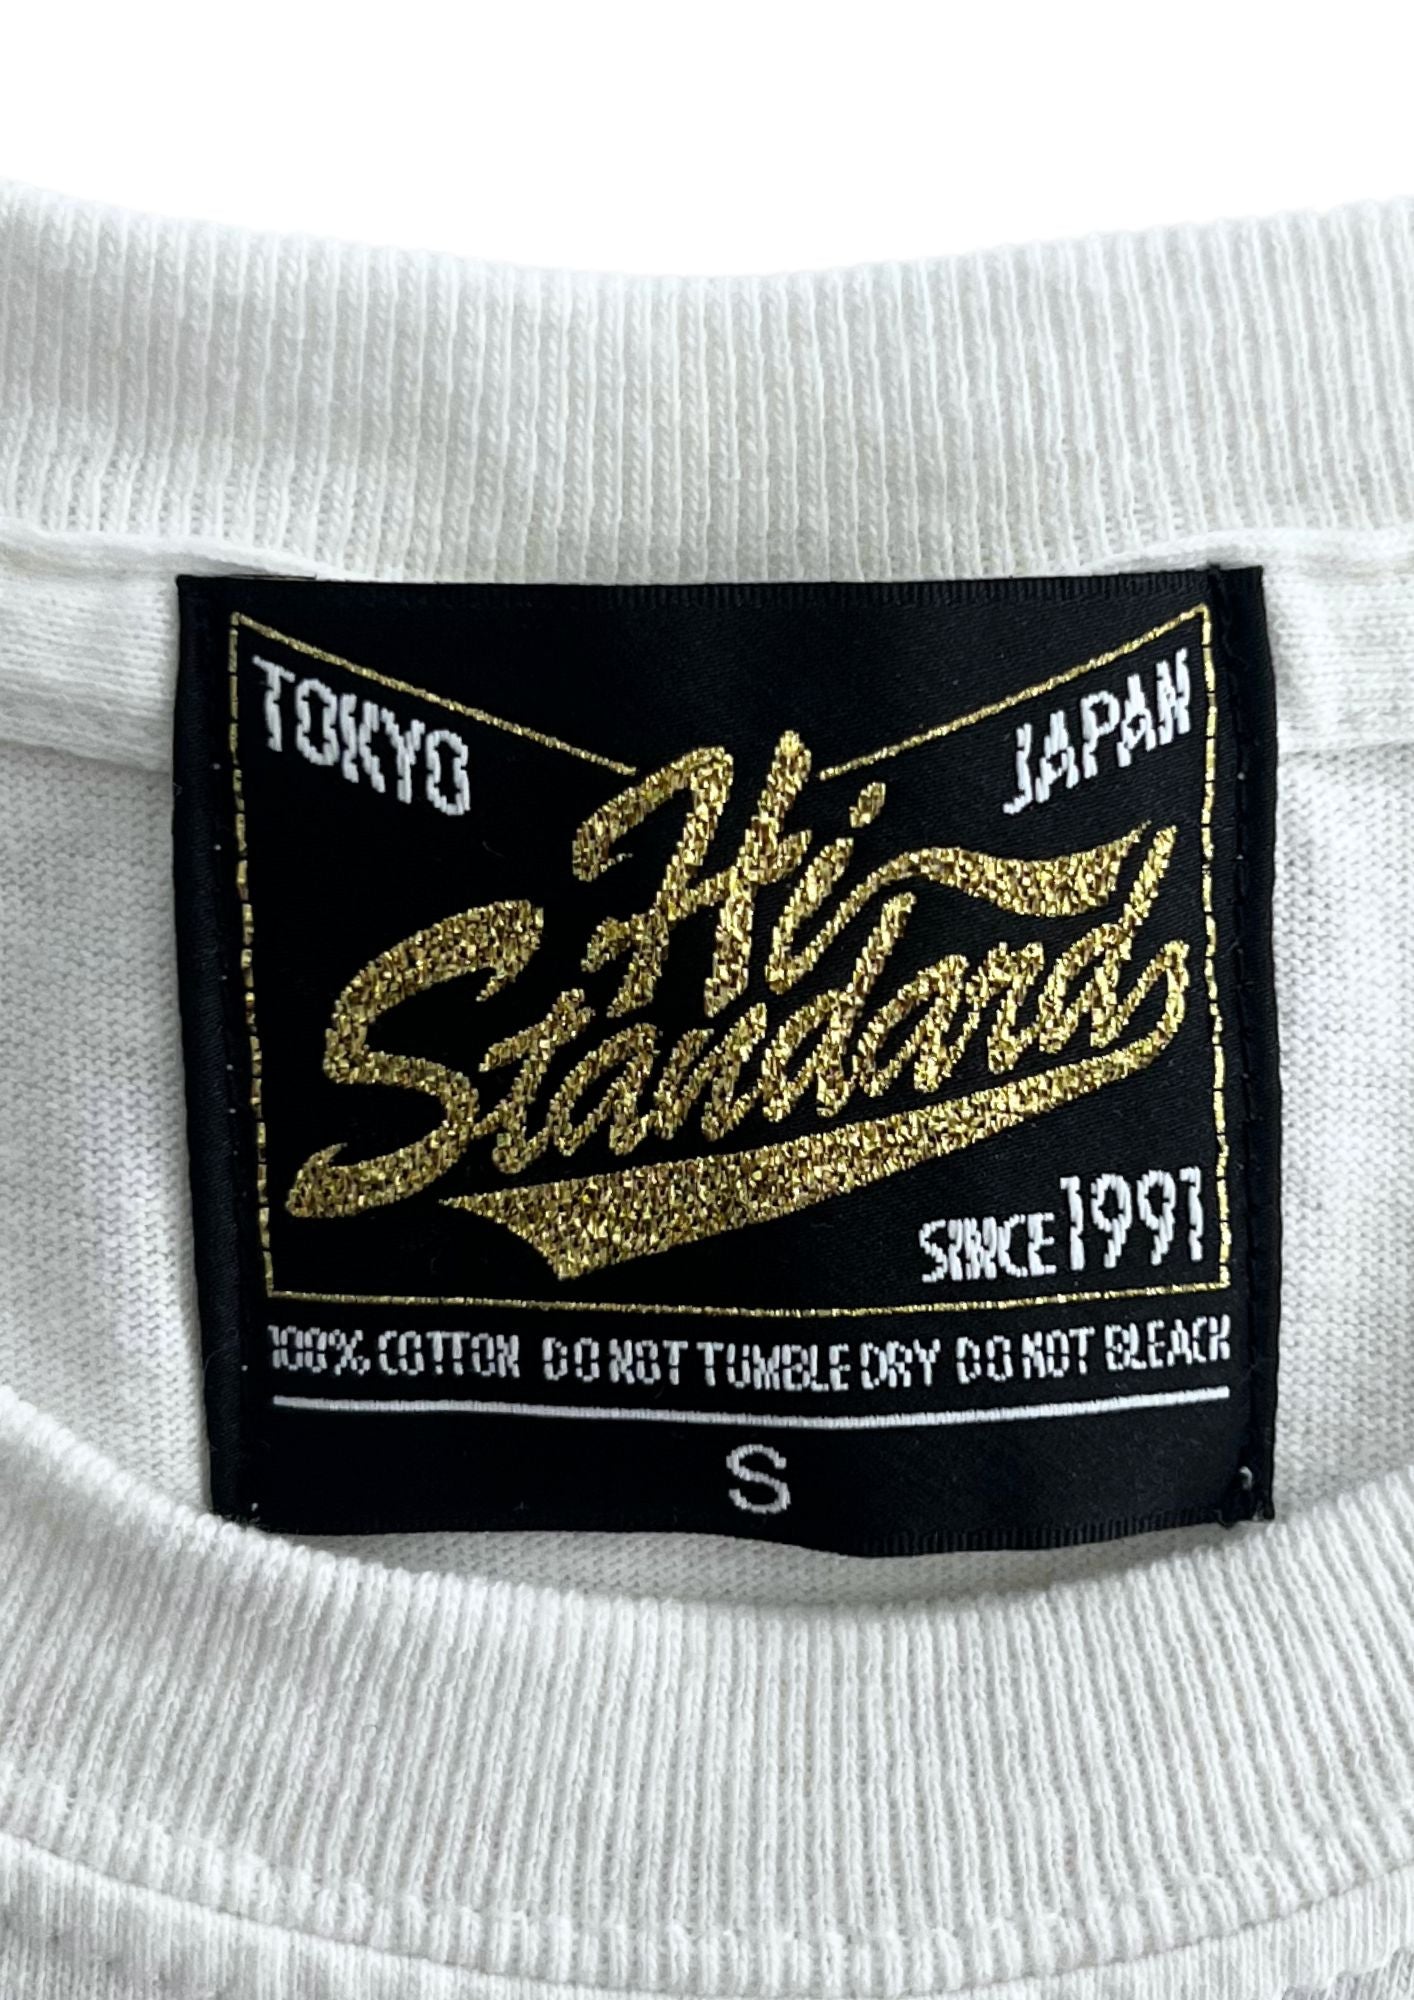 TOKYO JAPAN
Hi
Standard
SINCE 1991
100% COTTON DO NOT TUMBLE DRY DO NOT BLEACH
S